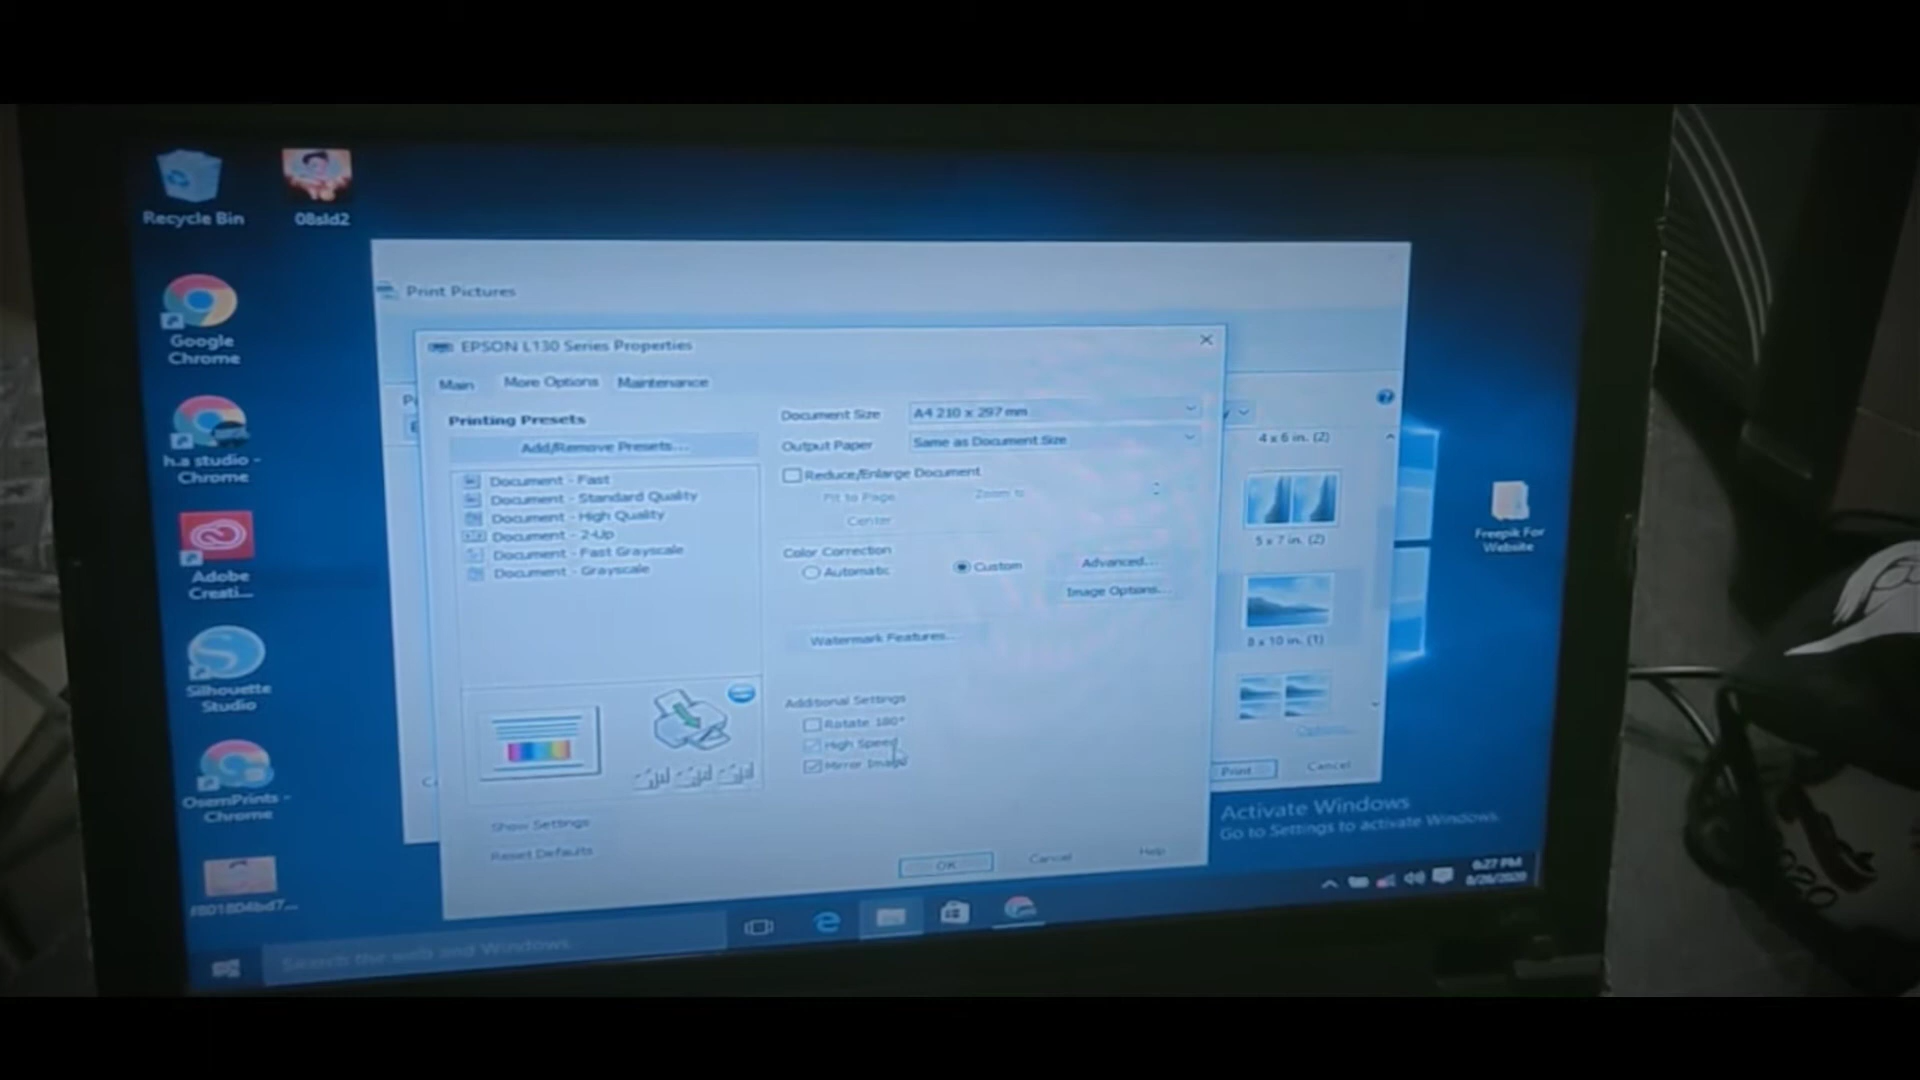 Recycle Bin
08sld2
Google
Chrome
h.a studio -
Chrome
Adobe
Creati...
Silhouette
Studio
OsemPrints -
Chrome
Print Pictures
EPSON L130 Series Properties
Main
More Options
Maintenance
Printing Presets
Add/Remove Presets...
Document - Fast
Document - Standard Quality
Document - High Quality
Document - 2-Up
Document - Fast Grayscale
Document - Grayscale
Show Settings
Reset Defaults
Document Size
A4 210 x 297 mm
Output Paper
Same as Document Size
Reduce/Enlarge Document
Fit to Page
Zoom to
Center
Color Correction
Automatic
Custom
Advanced...
Image Options...
Watermark Features...
Additional Settings
Rotate 180°
High Speed
Mirror Image
OK
Cancel
Help
4 x 6 in. (2)
5 x 7 in. (2)
8 x 10 in. (1)
Options...
Print
Cancel
Freepik For
Website
Activate Windows
Go to Settings to activate Windows.
Search the web and Windows
6:27 PM
8/26/2020